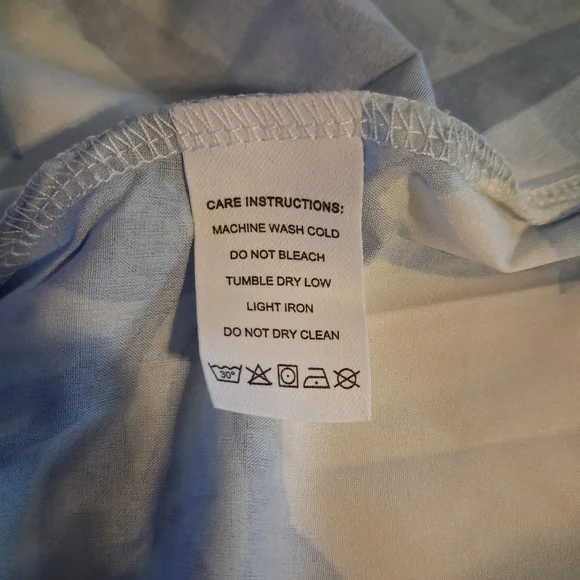 CARE INSTRUCTIONS:
MACHINE WASH COLD
DO NOT BLEACH
TUMBLE DRY LOW
LIGHT IRON
DO NOT DRY CLEAN
30°